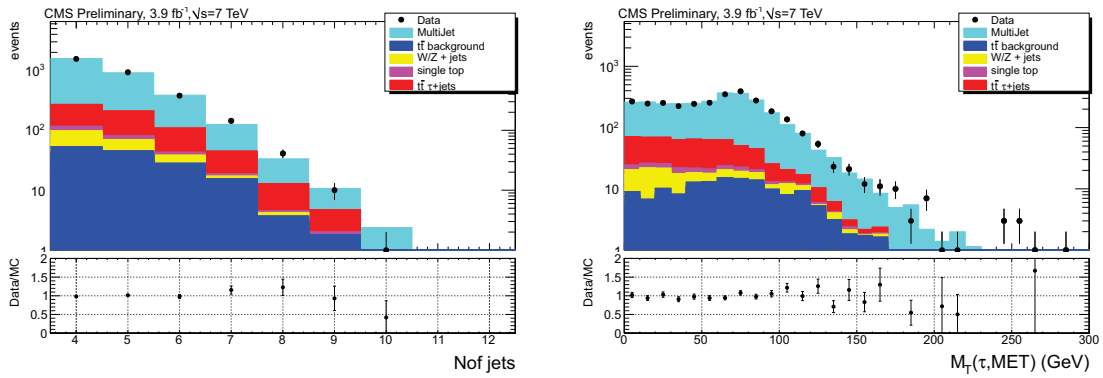 CMS Preliminary, 3.9 fb⁻¹,√s=7 TeV
events
Data
MultiJet
tt̄ background
W/Z + jets
single top
tt̄ τ+jets
10³
10²
10
1
Data/MC
2
1.5
1
0.5
0
4 5 6 7 8 9 10 11 12
Nof jets
CMS Preliminary, 3.9 fb⁻¹,√s=7 TeV
events
Data
MultiJet
tt̄ background
W/Z + jets
single top
tt̄ τ+jets
10³
10²
10
1
Data/MC
2
1.5
1
0.5
0
0 50 100 150 200 250 300
M_T(τ,MET) (GeV)